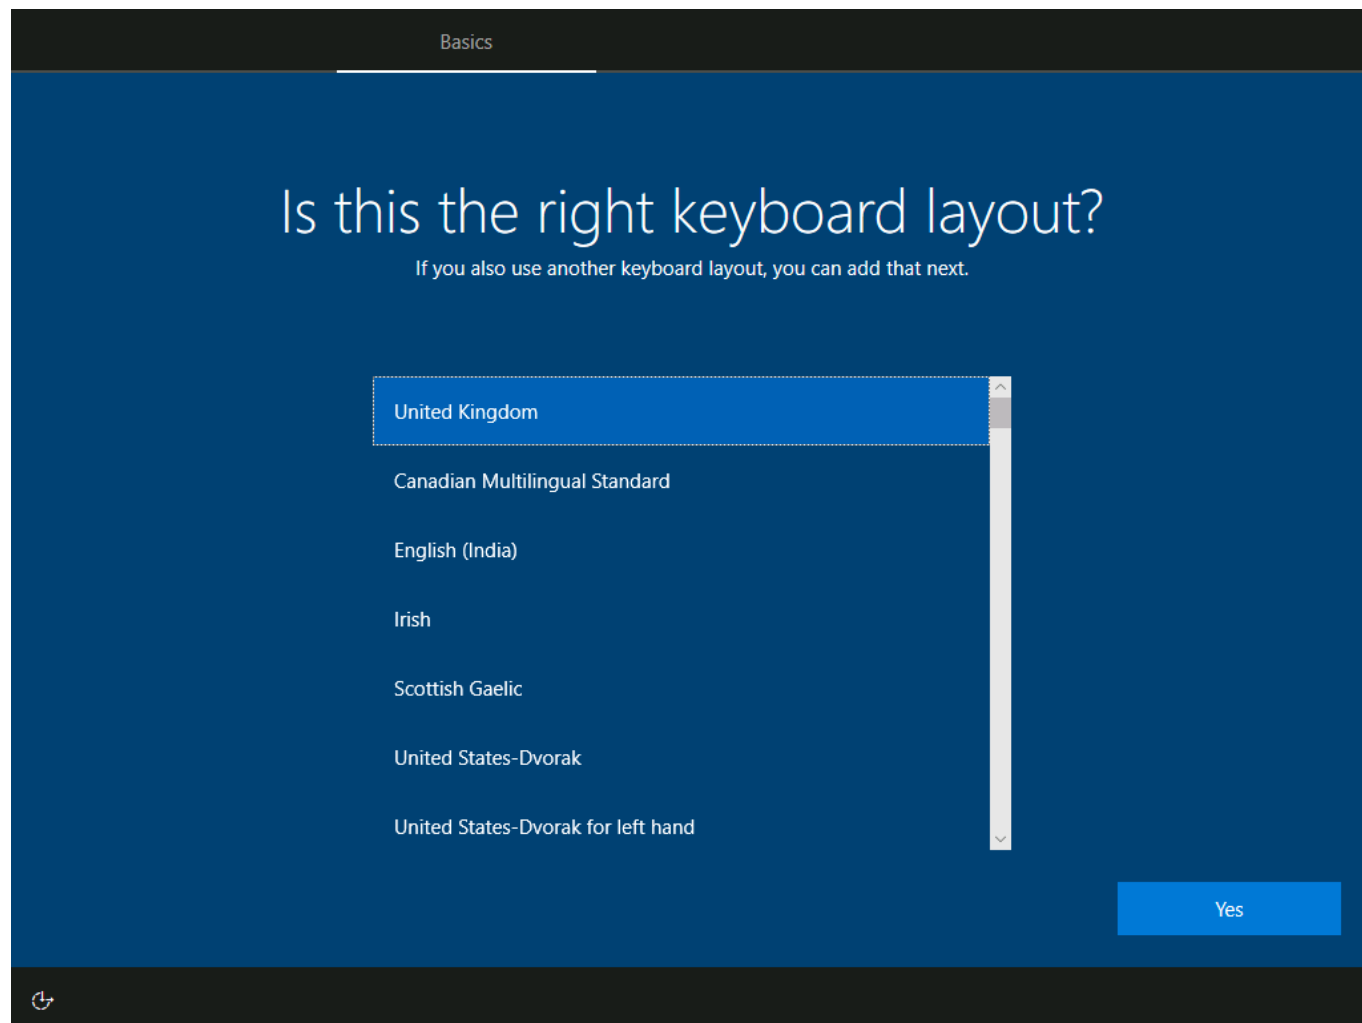 Basics
Is this the right keyboard layout?
If you also use another keyboard layout, you can add that next.
United Kingdom
Canadian Multilingual Standard
English (India)
Irish
Scottish Gaelic
United States-Dvorak
United States-Dvorak for left hand
Yes